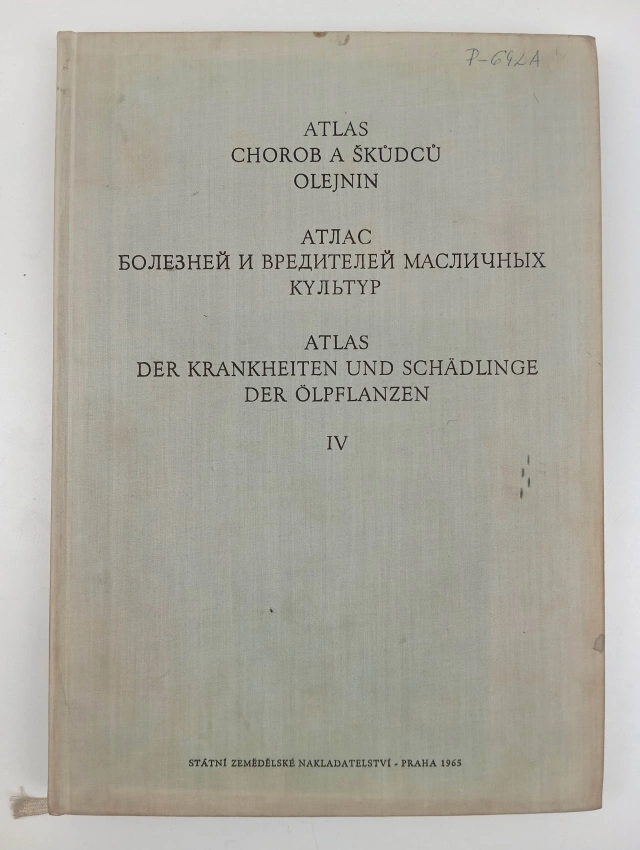 P-642A
ATLAS
CHOROB A ŠKŮDCŮ
OLEJNIN
АТЛАС
БОЛЕЗНЕЙ И ВРЕДИТЕЛЕЙ МАСЛИЧНЫХ
КУЛЬТУР
ATLAS
DER KRANKHEITEN UND SCHÄDLINGE
DER ÖLPFLANZEN
IV
STÁTNÍ ZEMĚDĚLSKÉ NAKLADATELSTVÍ - PRAHA 1965